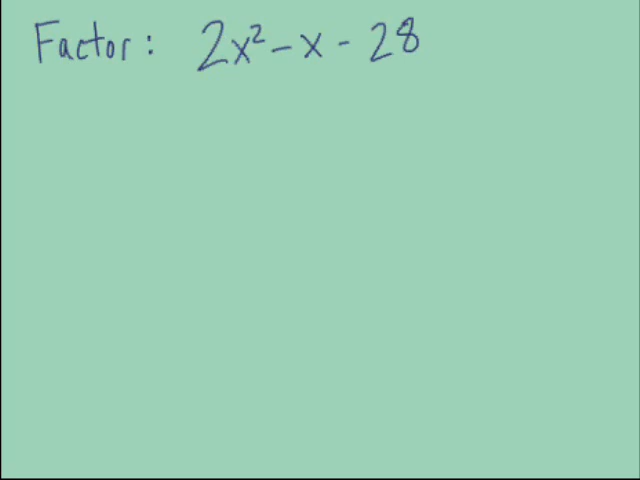 Factor: 2x² - x - 28